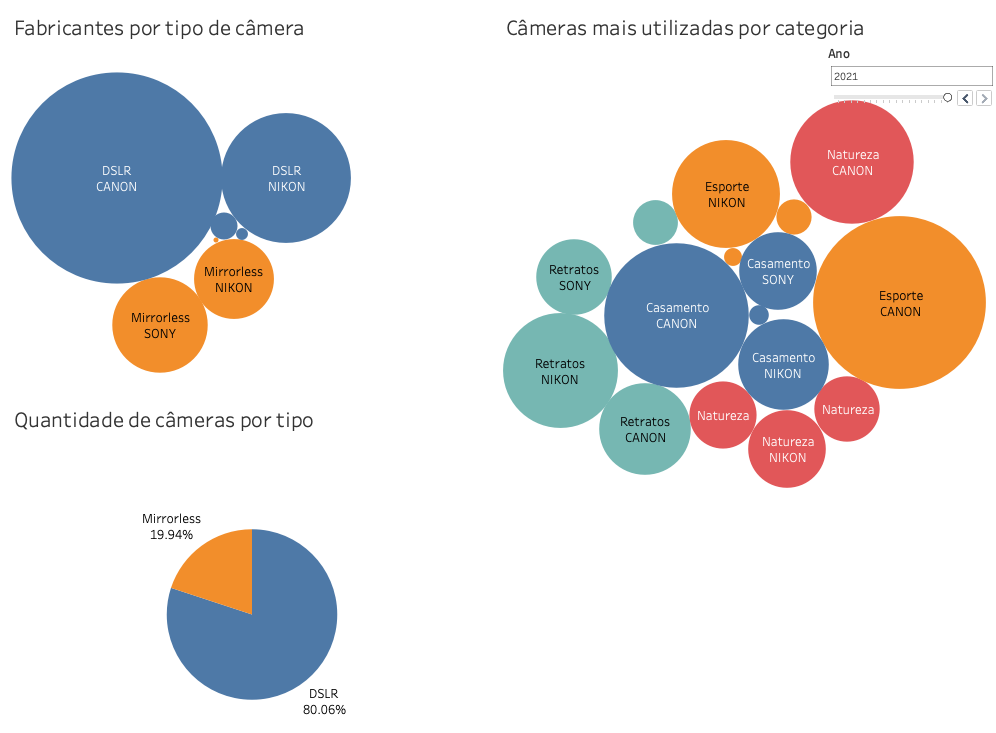 Fabricantes por tipo de câmera
DSLR
CANON
DSLR
NIKON
Mirrorless
NIKON
Mirrorless
SONY
Quantidade de câmeras por tipo
Mirrorless
19.94%
DSLR
80.06%
Câmeras mais utilizadas por categoria
Ano
2021
Natureza
CANON
Esporte
NIKON
Retratos
SONY
Casamento
SONY
Casamento
CANON
Esporte
CANON
Retratos
NIKON
Casamento
NIKON
Retratos
CANON
Natureza
Natureza
Natureza
NIKON